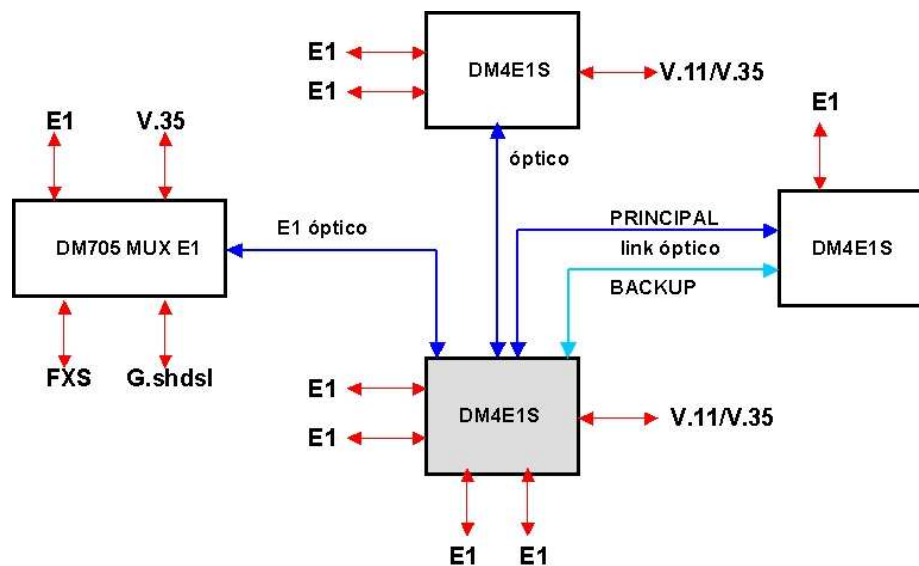 E1
DM4E1S
V.11/V.35
E1
E1
V.35
E1
óptico
DM705 MUX E1
E1 óptico
PRINCIPAL
link óptico
BACKUP
DM4E1S
FXS
G.shdsl
E1
DM4E1S
V.11/V.35
E1
E1
E1